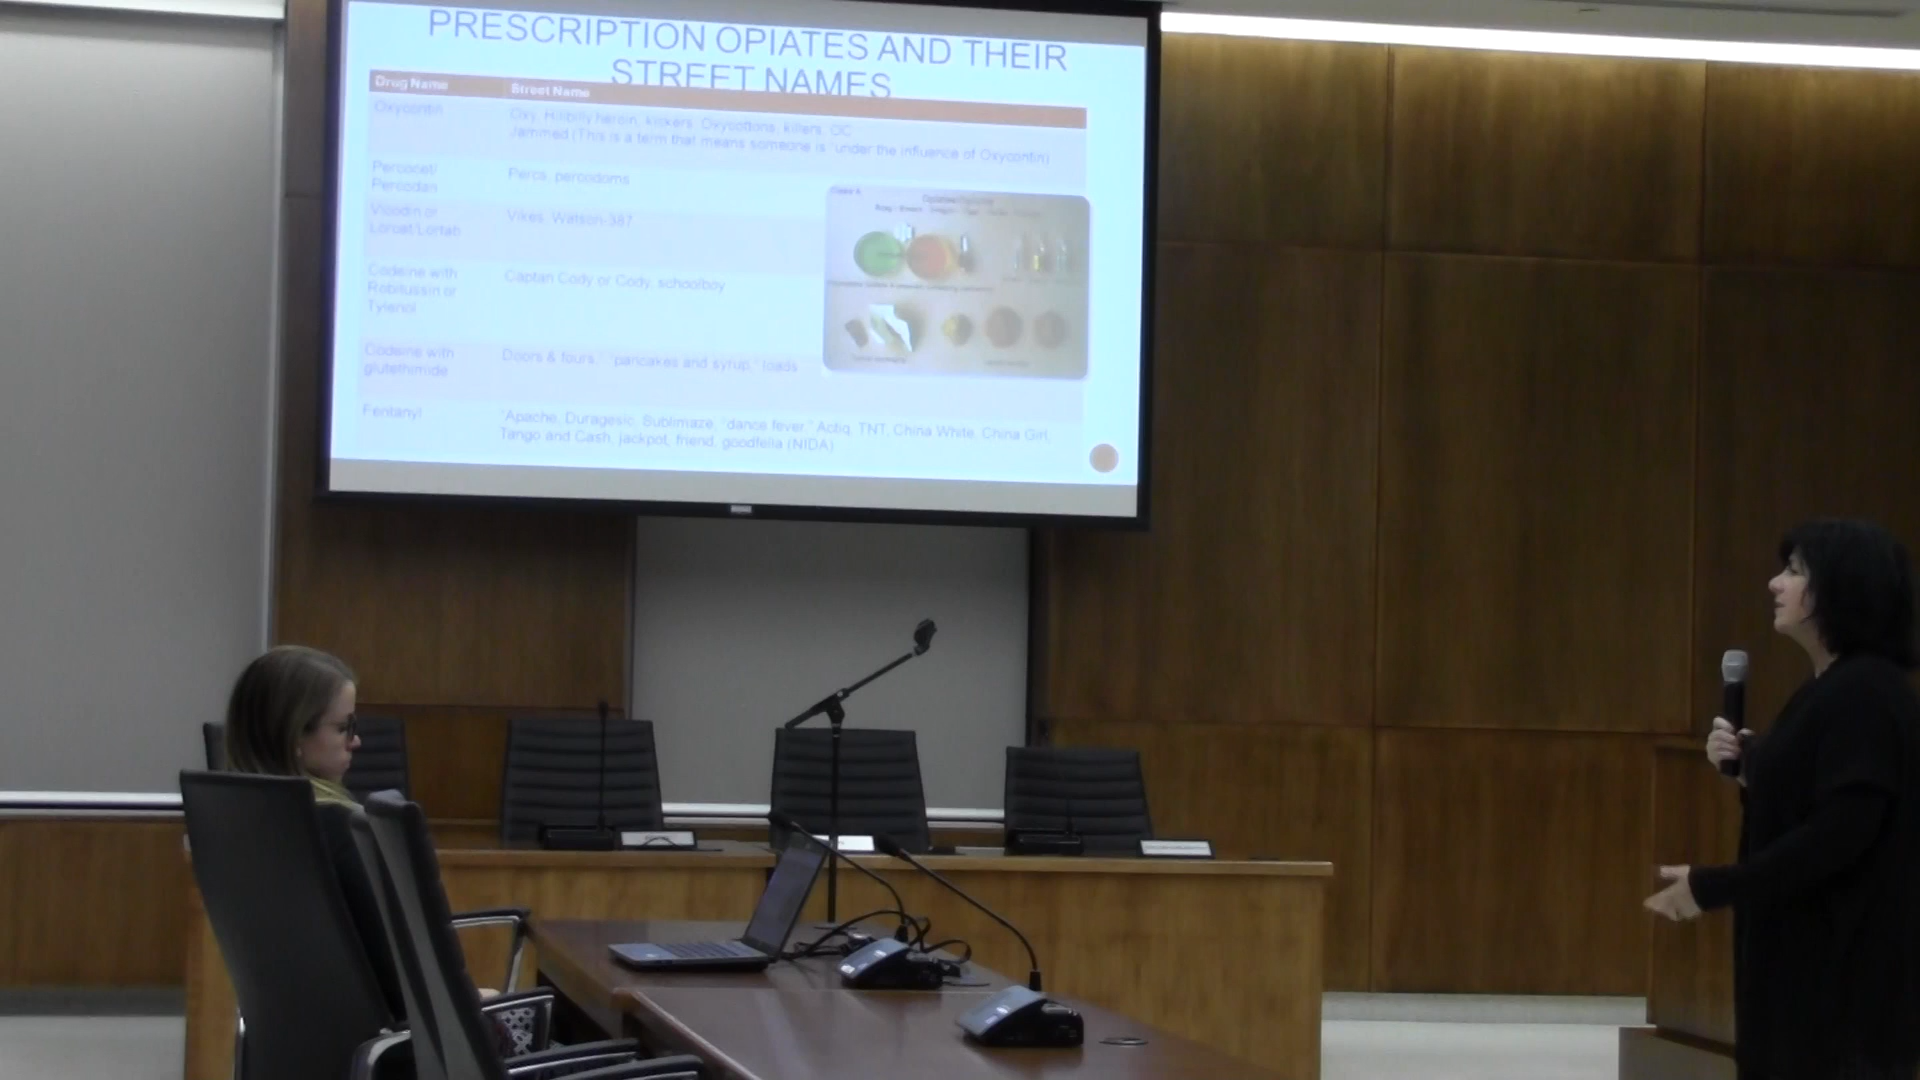 PRESCRIPTION OPIATES AND THEIR
STREET NAMES
Drug Name Street Name
Oxycontin Oxy, Hillbilly heroin, kickers, Oxycottons, killers, OC
Jammed (This is a term that means someone is "under the influence of Oxycontin)
Percocet/ Percs, percodoms
Percodan
Vicodin or Vikes, Watson-387
Lorcet/Lortab
Codeine with Captan Cody or Cody, schoolboy
Robitussin or
Tylenol
Codeine with Doors & fours," "pancakes and syrup," loads
glutethimide
Fentanyl "Apache, Duragesic, Sublimaze, "dance fever," Actiq, TNT, China White, China Girl,
Tango and Cash, jackpot, friend, goodfella (NIDA)